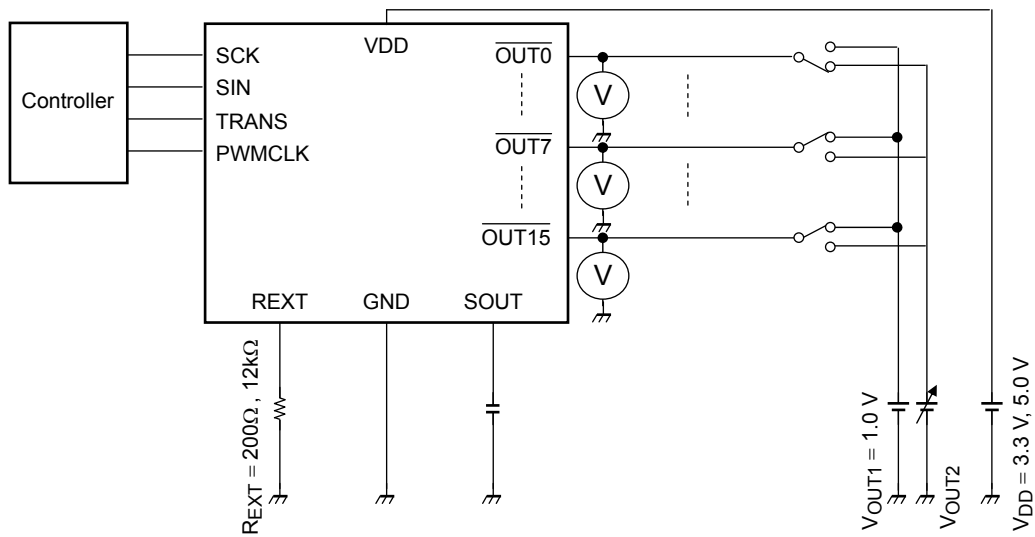 Controller
SCK
SIN
TRANS
PWMCLK
VDD
OUT0
OUT7
OUT15
V
V
V
REXT
GND
SOUT
REXT = 200Ω , 12kΩ
VOUT1 = 1.0 V
VOUT2
VDD = 3.3 V, 5.0 V